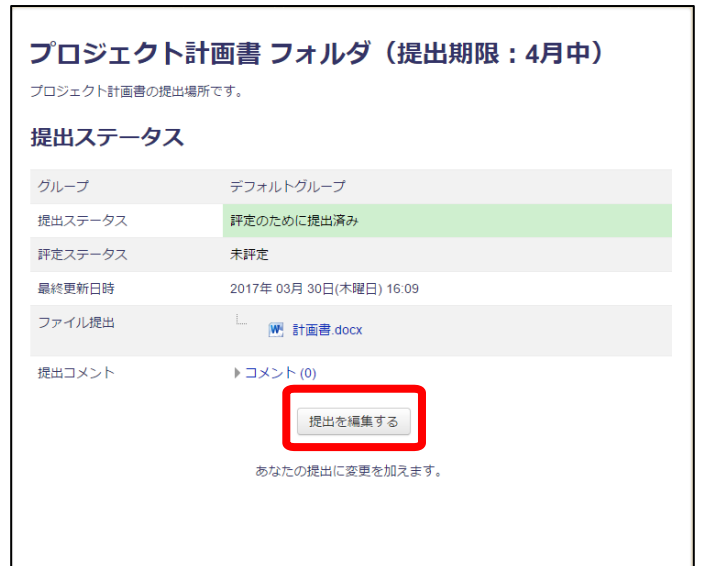 プロジェクト計画書 フォルダ（提出期限：4月中）
プロジェクト計画書の提出場所です。
提出ステータス
グループ デフォルトグループ
提出ステータス 評定のために提出済み
評定ステータス 未評定
最終更新日時 2017年 03月 30日(木曜日) 16:09
ファイル提出 計画書.docx
提出コメント コメント (0)
提出を編集する
あなたの提出に変更を加えます。